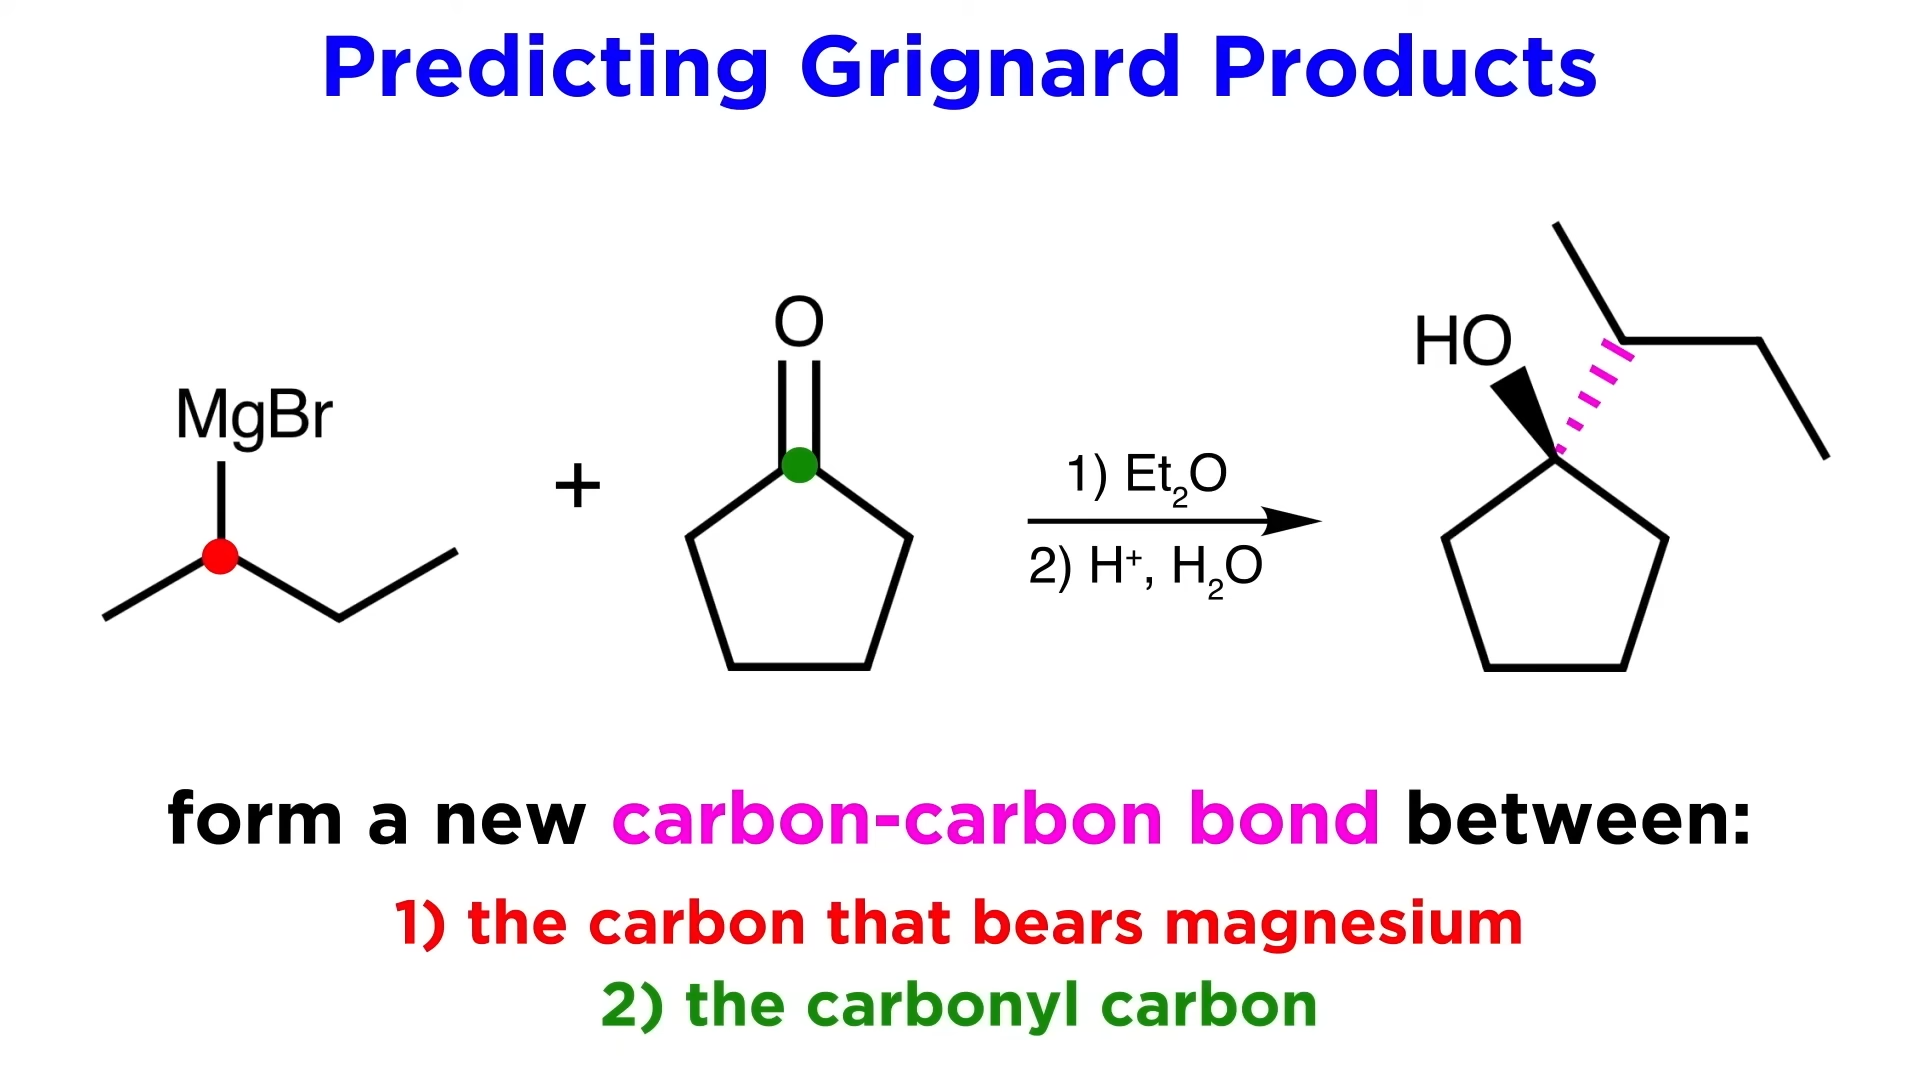 Predicting Grignard Products
MgBr
+
O
1) Et₂O
2) H⁺, H₂O
HO
form a new carbon-carbon bond between:
1) the carbon that bears magnesium
2) the carbonyl carbon